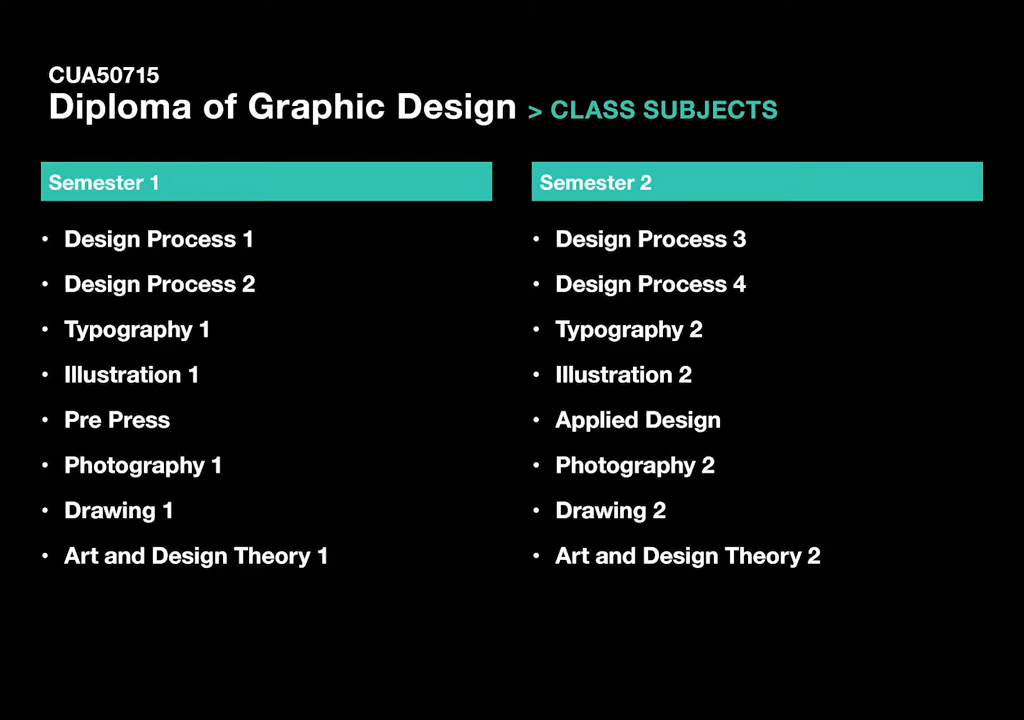 CUA50715
Diploma of Graphic Design > CLASS SUBJECTS
Semester 1
• Design Process 1
• Design Process 2
• Typography 1
• Illustration 1
• Pre Press
• Photography 1
• Drawing 1
• Art and Design Theory 1
Semester 2
• Design Process 3
• Design Process 4
• Typography 2
• Illustration 2
• Applied Design
• Photography 2
• Drawing 2
• Art and Design Theory 2